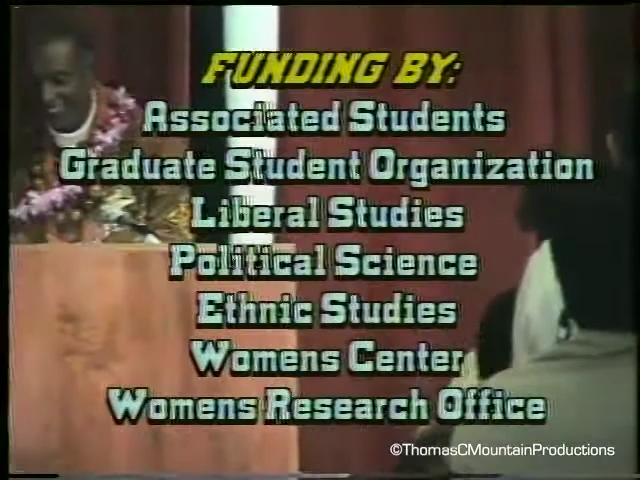 FUNDING BY:
Associated Students
Graduate Student Organization
Liberal Studies
Political Science
Ethnic Studies
Womens Center
Womens Research Office
©ThomasCMountainProductions